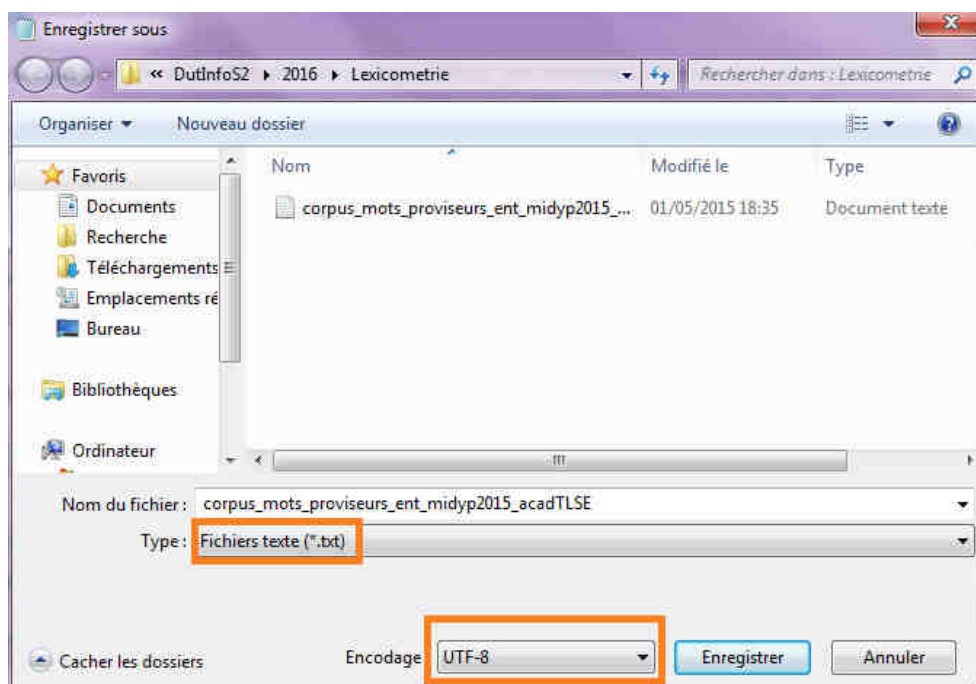 Enregistrer sous
« DutInfoS2 ▸ 2016 ▸ Lexicometrie
Rechercher dans : Lexicometrie
Organiser
Nouveau dossier
Nom
Modifié le
Type
Favoris
corpus_mots_proviseurs_ent_midyp2015_... 01/05/2015 18:35 Document texte
Documents
Recherche
Téléchargements
Emplacements ré
Bureau
Bibliothèques
Ordinateur
Nom du fichier : corpus_mots_proviseurs_ent_midyp2015_acadTLSE
Type : Fichiers texte (*.txt)
Cacher les dossiers
Encodage
UTF-8
Enregistrer
Annuler